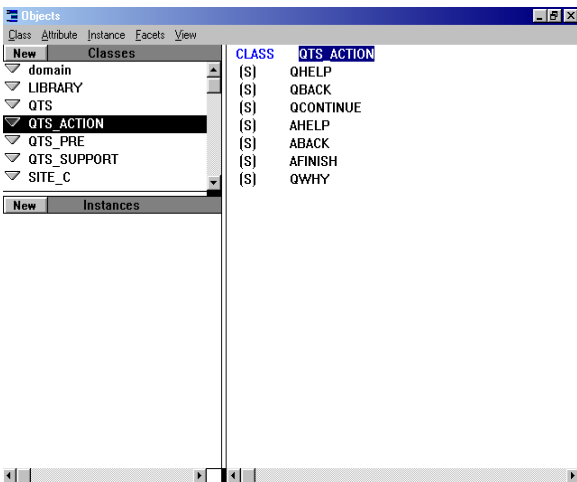 Objects
Class Attribute Instance Facets View
New Classes
domain
LIBRARY
QTS
QTS_ACTION
QTS_PRE
QTS_SUPPORT
SITE_C
New Instances
CLASS QTS_ACTION
(S) QHELP
(S) QBACK
(S) QCONTINUE
(S) AHELP
(S) ABACK
(S) AFINISH
(S) QWHY